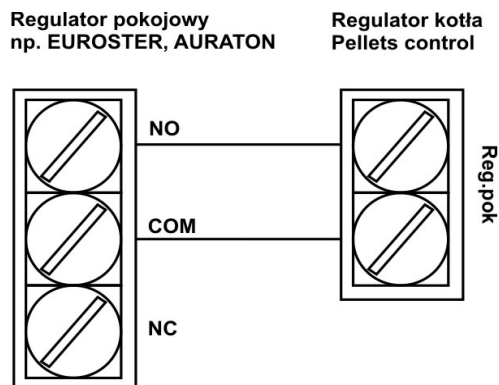 Regulator pokojowy
np. EUROSTER, AURATON
Regulator kotła
Pellets control
NO
COM
NC
Reg.pok